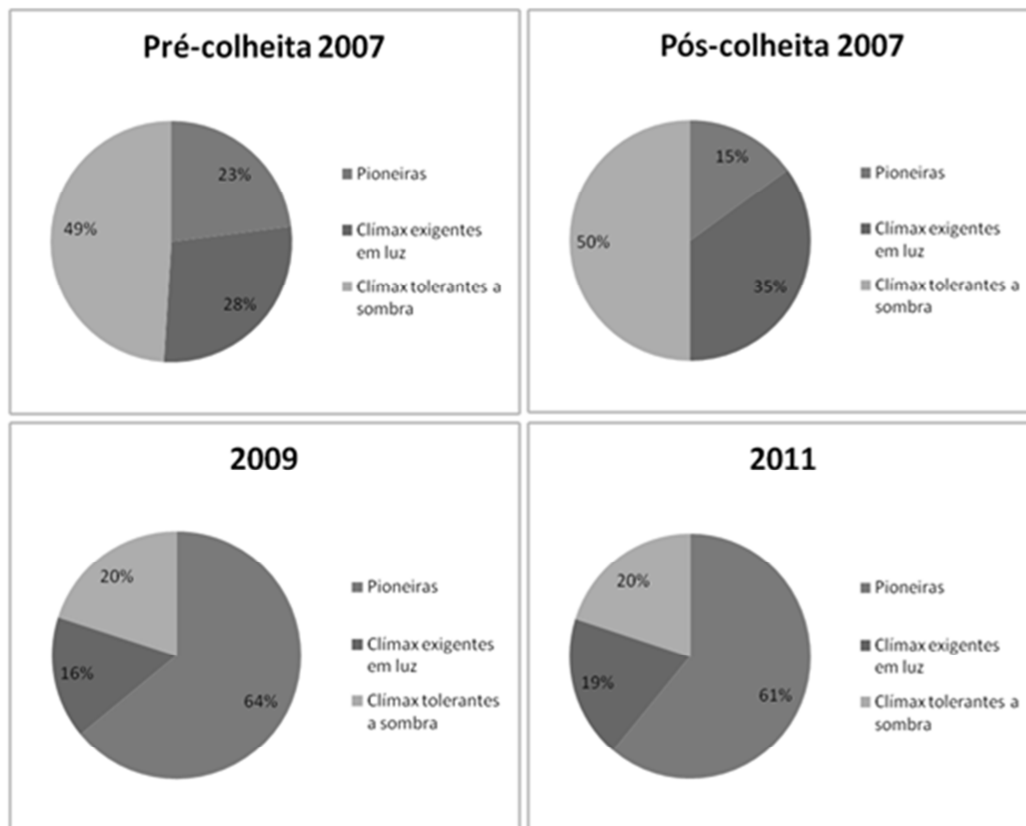 Pré-colheita 2007
23%
28%
49%
Pioneiras
Clímax exigentes
em luz
Clímax tolerantes a
sombra
Pós-colheita 2007
15%
35%
50%
Pioneiras
Clímax exigentes
em luz
Clímax tolerantes a
sombra
2009
20%
16%
64%
Pioneiras
Clímax exigentes
em luz
Clímax tolerantes
a sombra
2011
20%
19%
61%
Pioneiras
Clímax exigentes
em luz
Clímax tolerantes a
sombra